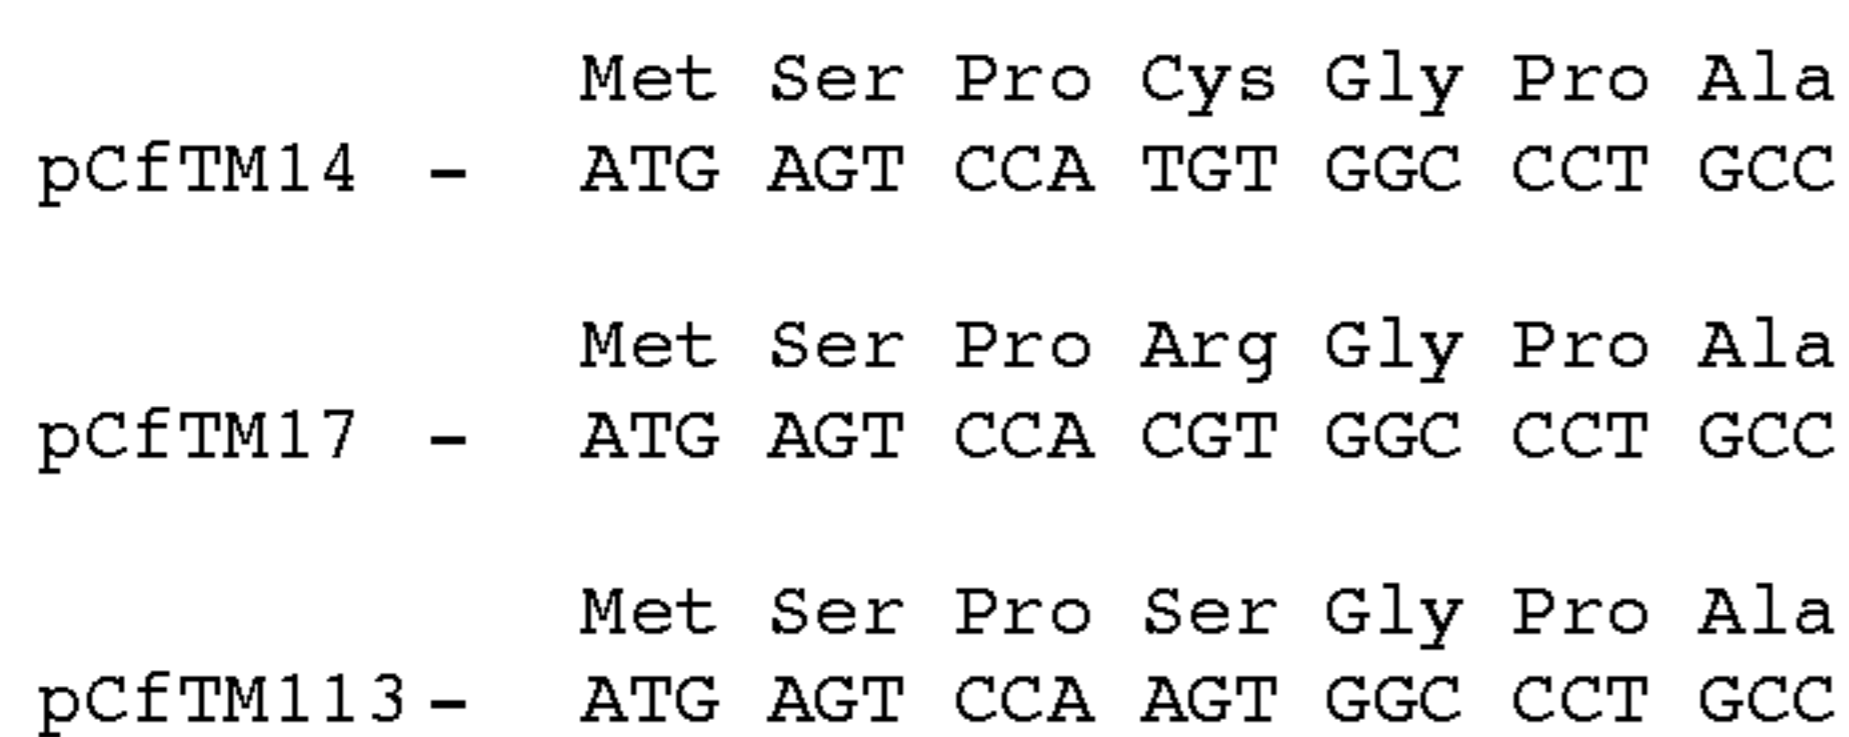 Met Ser Pro Cys Gly Pro Ala
pCfTM14 - ATG AGT CCA TGT GGC CCT GCC
Met Ser Pro Arg Gly Pro Ala
pCfTM17 - ATG AGT CCA CGT GGC CCT GCC
Met Ser Pro Ser Gly Pro Ala
pCfTM113- ATG AGT CCA AGT GGC CCT GCC